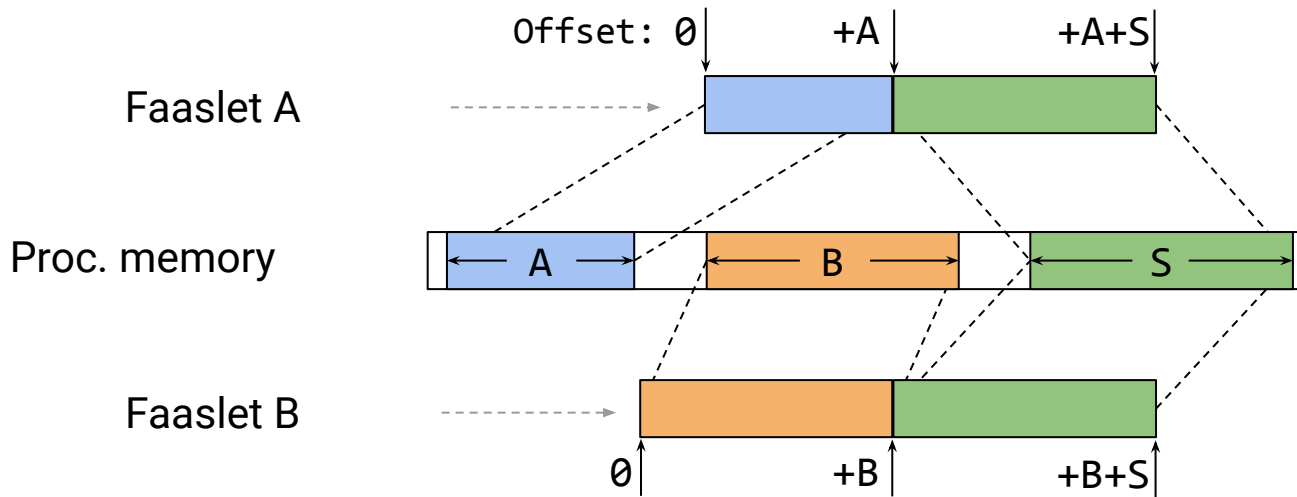 Offset: 0 +A +A+S
Faaslet A
Proc. memory A B S
Faaslet B
0 +B +B+S